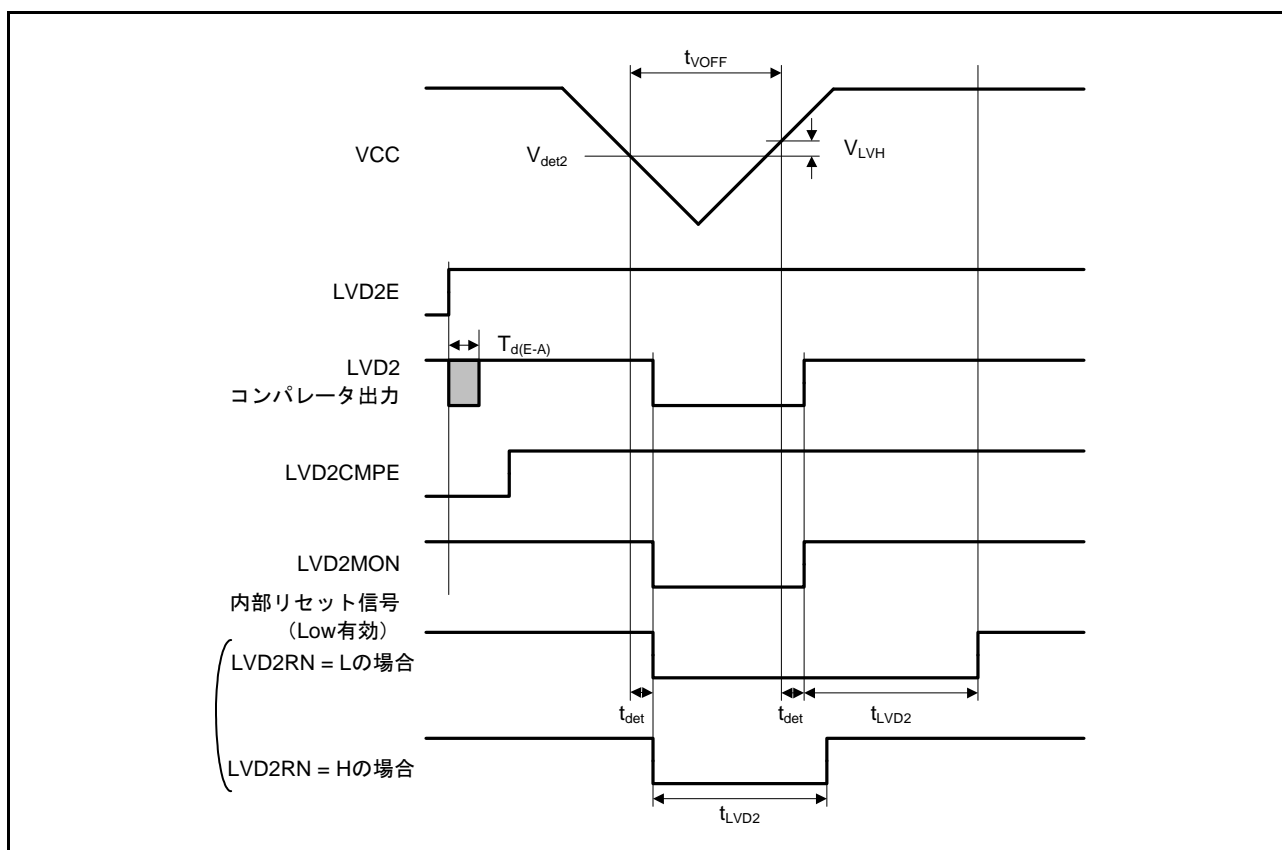 tVOFF
VCC
Vdet2
VLVH
LVD2E
Td(E-A)
LVD2
コンパレータ出力
LVD2CMPE
LVD2MON
内部リセット信号
(Low有効)
LVD2RN = Lの場合
tdet
tdet
tLVD2
LVD2RN = Hの場合
tLVD2